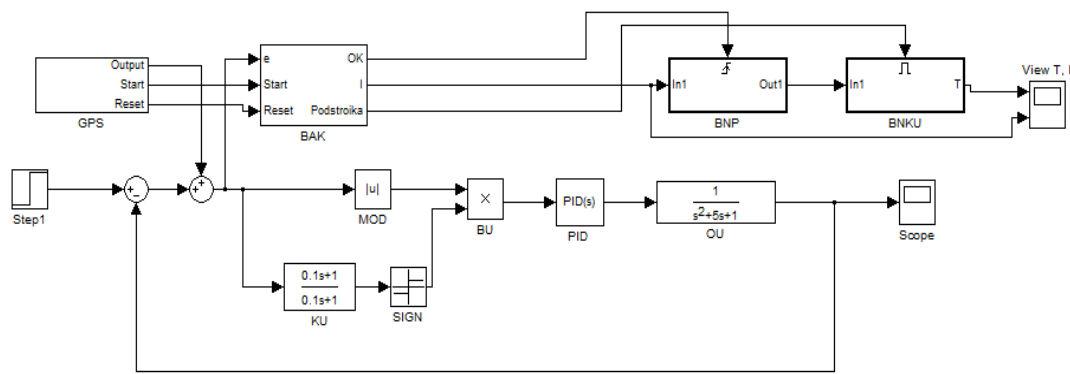 Output
Start
Reset
GPS
e
Start
Reset
OK
I
Podstroika
BAK
In1
Out1
BNP
In1
T
BNKU
View T,
Step1
+
−
+
+
|u|
MOD
×
BU
PID(s)
PID
1
s²+5s+1
OU
Scope
0.1s+1
0.1s+1
KU
SIGN